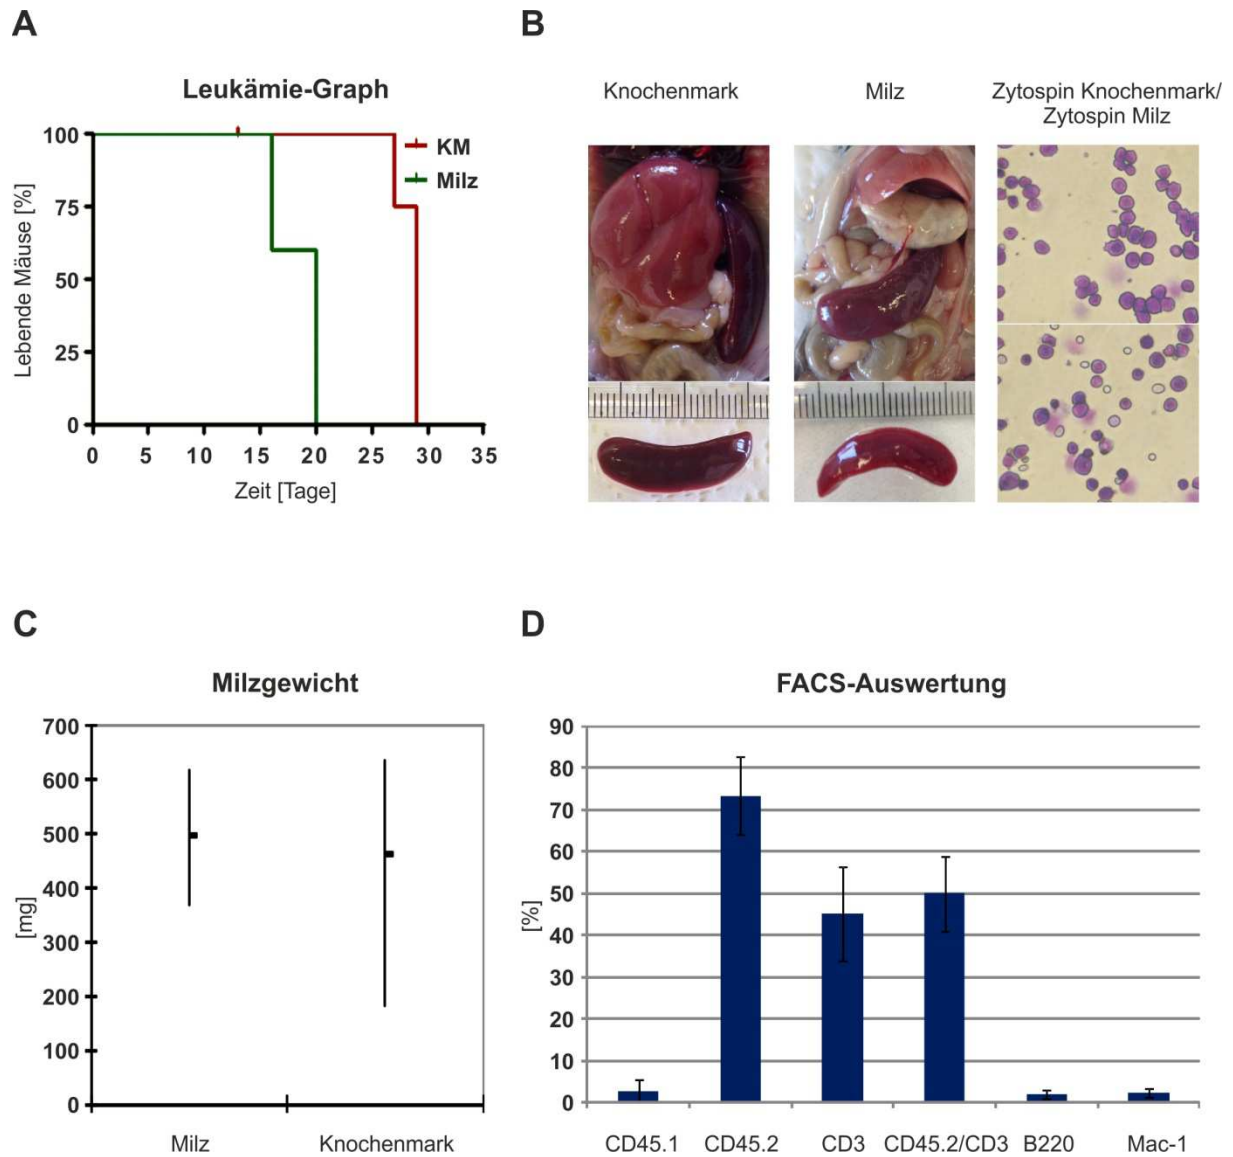 A
Leukämie-Graph
Lebende Mäuse [%]
100
75
50
25
0
KM
Milz
0 5 10 15 20 25 30 35
Zeit [Tage]
B
Knochenmark
Milz
Zytospin Knochenmark/
Zytospin Milz
C
Milzgewicht
[mg]
700
600
500
400
300
200
100
0
Milz Knochenmark
D
FACS-Auswertung
[%]
90
80
70
60
50
40
30
20
10
0
CD45.1 CD45.2 CD3 CD45.2/CD3 B220 Mac-1